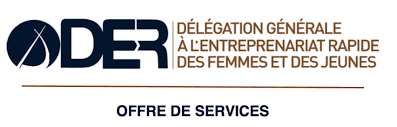 DER
DÉLÉGATION GÉNÉRALE
À L'ENTREPRENARIAT RAPIDE
DES FEMMES ET DES JEUNES
OFFRE DE SERVICES